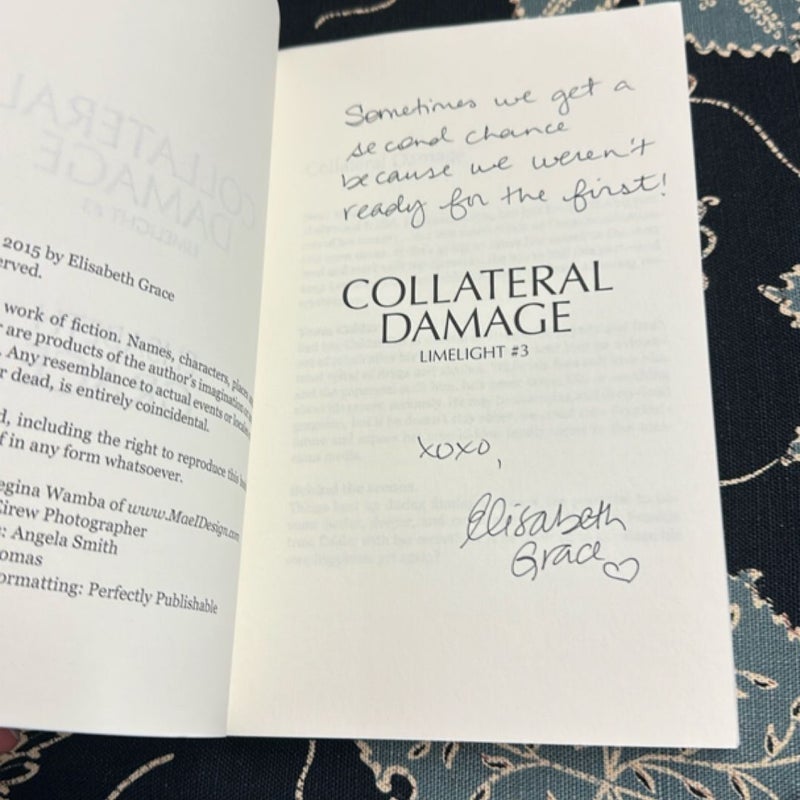 2015 by Elisabeth Grace
erved.
work of fiction. Names, characters, places
are products of the author's imagination or
. Any resemblance to actual events or locales
r dead, is entirely coincidental.
d, including the right to reproduce this
f in any form whatsoever.
egina Wamba of www.MaeIDesign.com
Eirew Photographer
: Angela Smith
omas
ormatting: Perfectly Publishable
Sometimes we get a
second chance
because we weren't
ready for the first!
COLLATERAL
DAMAGE
LIMELIGHT #3
xoxo,
Elisabeth
Grace